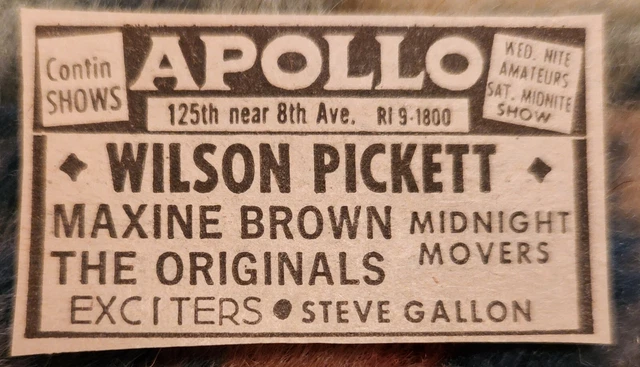 Contin
SHOWS
APOLLO
WED. NITE
AMATEURS
SAT. MIDNITE
SHOW
125th near 8th Ave. RI 9-1800
WILSON PICKETT
MAXINE BROWN
MIDNIGHT
MOVERS
THE ORIGINALS
EXCITERS ● STEVE GALLON